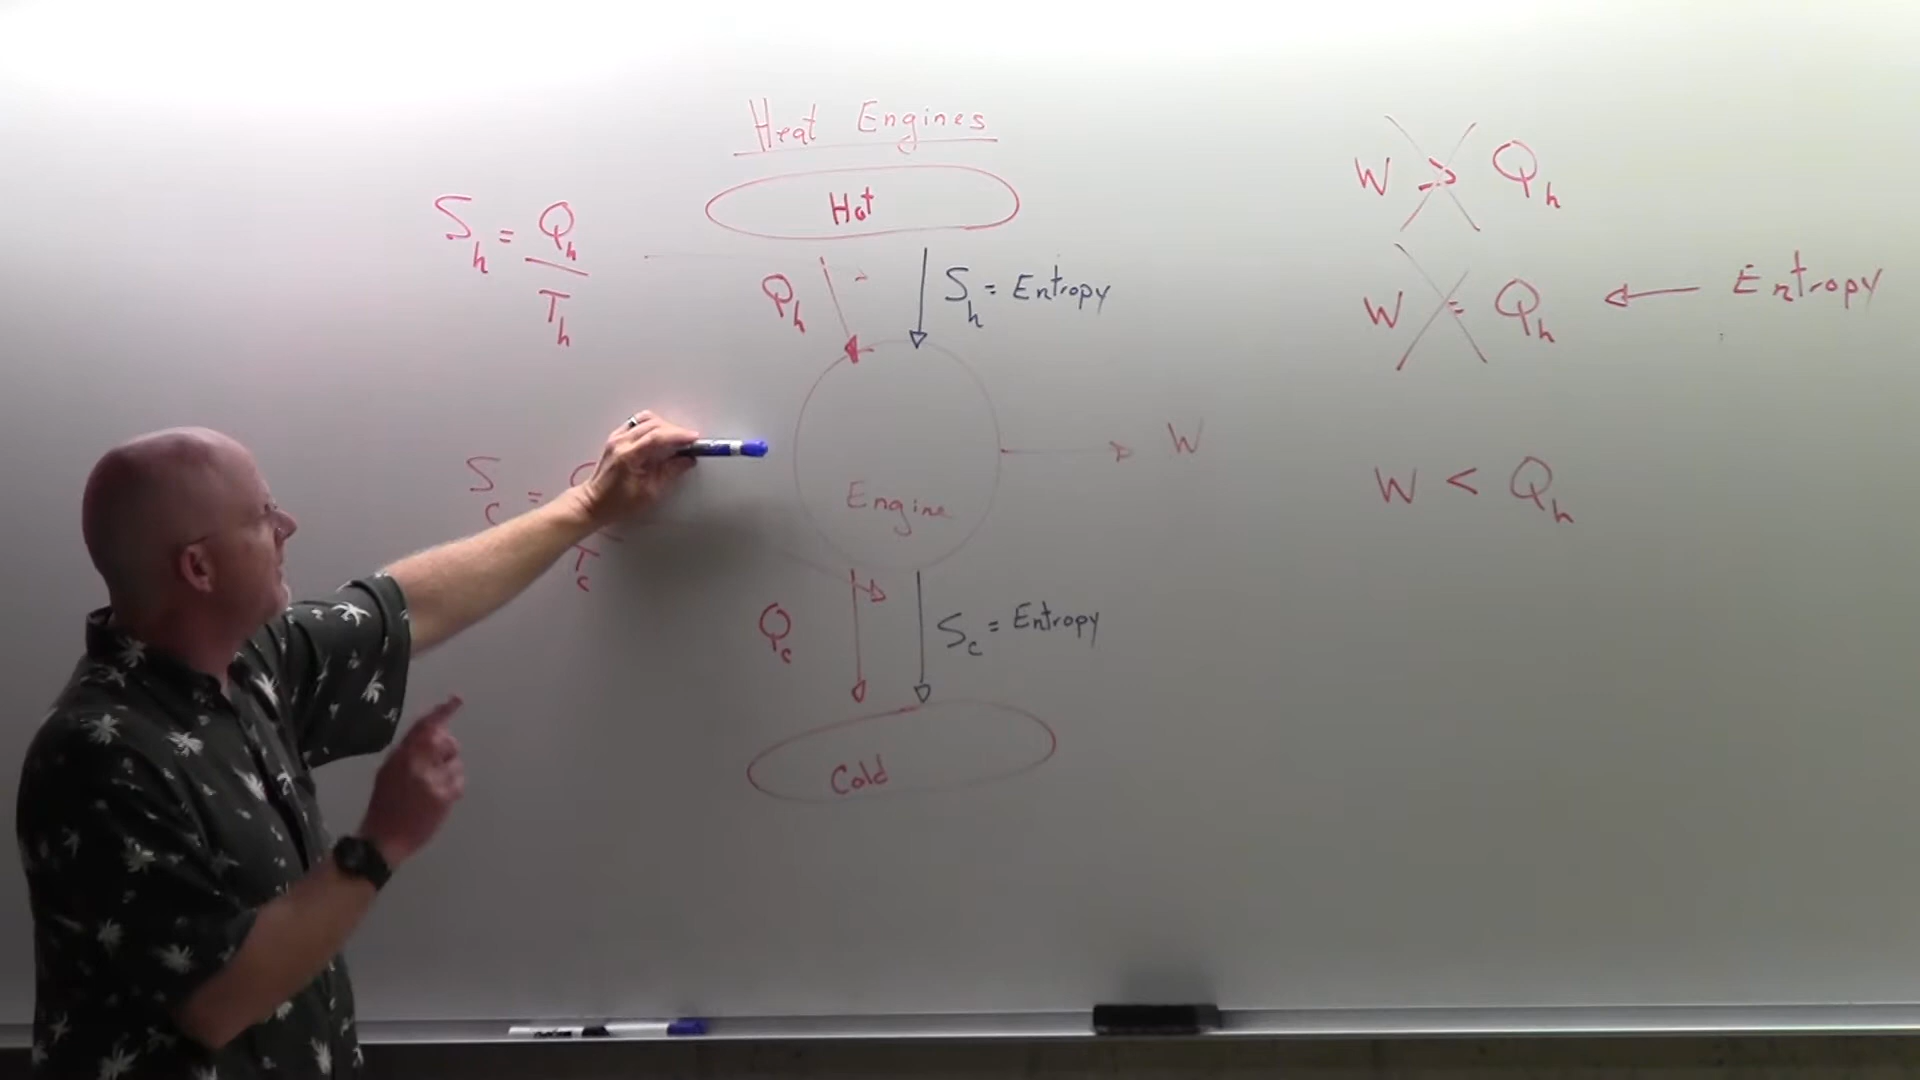 Heat Engines
Hot
S_h = Q_h / T_h
Q_h
S_h = Entropy
Engine
W
S_c =
T_c
Q_c
S_c = Entropy
Cold
W > Q_h
W = Q_h ← Entropy
W < Q_h